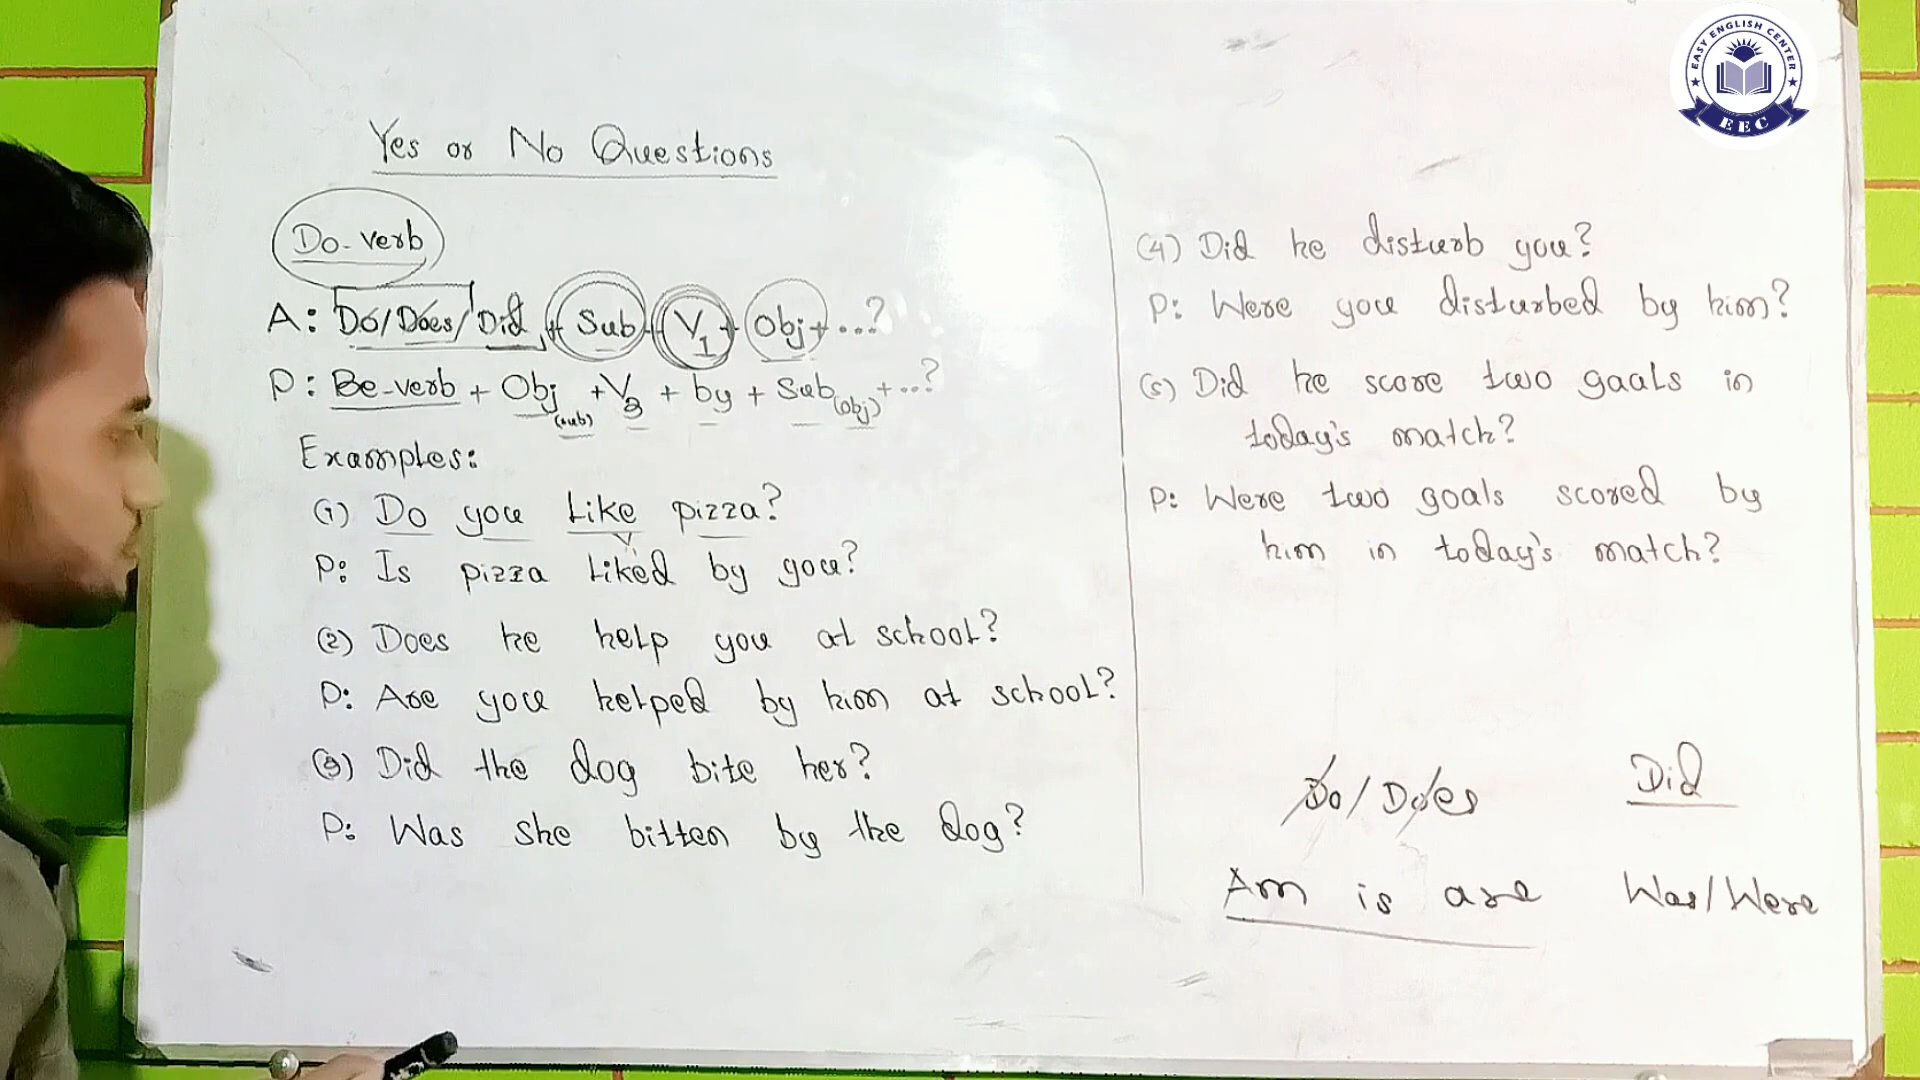 EASY ENGLISH CENTER
EEC
Yes or No Questions
Do-verb
A: Do/Does/Did + Sub + V1 + Obj + ...?
P: Be-verb + Obj (sub) + V3 + by + Sub (obj) + ...?
Examples:
(1) Do you like pizza?
V
P: Is pizza liked by you?
(2) Does he help you at school?
P: Are you helped by him at school?
(3) Did the dog bite her?
P: Was she bitten by the dog?
(4) Did he disturb you?
P: Were you disturbed by him?
(5) Did he score two goals in
today's match?
P: Were two goals scored by
him in today's match?
Do/Does Did
Am is are Was/Were